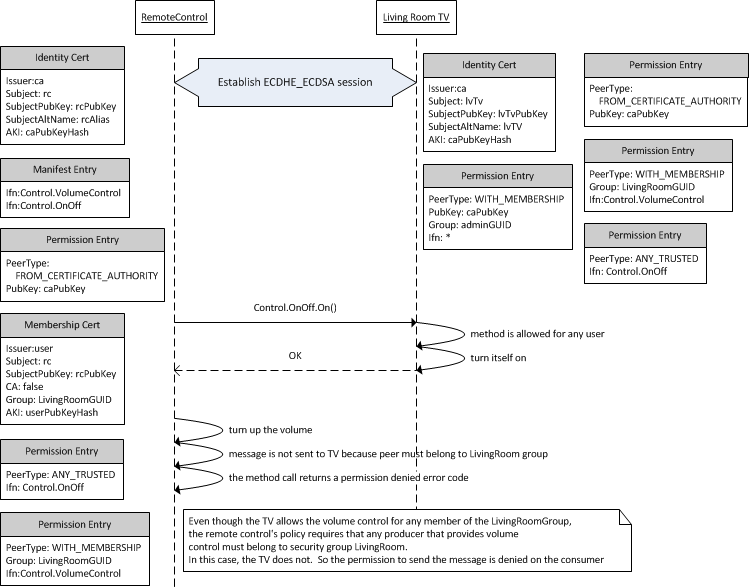 RemoteControl
Living Room TV
Establish ECDHE_ECDSA session
Identity Cert
Issuer:ca
Subject: rc
SubjectPubKey: rcPubKey
SubjectAltName: rcAlias
AKI: caPubKeyHash
Manifest Entry
Ifn:Control.VolumeControl
Ifn:Control.OnOff
Permission Entry
PeerType:
FROM_CERTIFICATE_AUTHORITY
PubKey: caPubKey
Membership Cert
Issuer:user
Subject: rc
SubjectPubKey: rcPubKey
CA: false
Group: LivingRoomGUID
AKI: userPubKeyHash
Permission Entry
PeerType: ANY_TRUSTED
Ifn: Control.OnOff
Permission Entry
PeerType: WITH_MEMBERSHIP
Group: LivingRoomGUID
Ifn:Control.VolumeControl
Identity Cert
Issuer:ca
Subject: lvTv
SubjectPubKey: lvTvPubKey
SubjectAltName: lvTV
AKI: caPubKeyHash
Permission Entry
PeerType: WITH_MEMBERSHIP
PubKey: caPubKey
Group: adminGUID
Ifn: *
Permission Entry
PeerType:
FROM_CERTIFICATE_AUTHORITY
PubKey: caPubKey
Permission Entry
PeerType: WITH_MEMBERSHIP
Group: LivingRoomGUID
Ifn:Control.VolumeControl
Permission Entry
PeerType: ANY_TRUSTED
Ifn: Control.OnOff
Control.OnOff.On()
method is allowed for any user
turn itself on
OK
turn up the volume
message is not sent to TV because peer must belong to LivingRoom group
the method call returns a permission denied error code
Even though the TV allows the volume control for any member of the LivingRoomGroup,
the remote control's policy requires that any producer that provides volume
control must belong to security group LivingRoom.
In this case, the TV does not.  So the permission to send the message is denied on the consumer